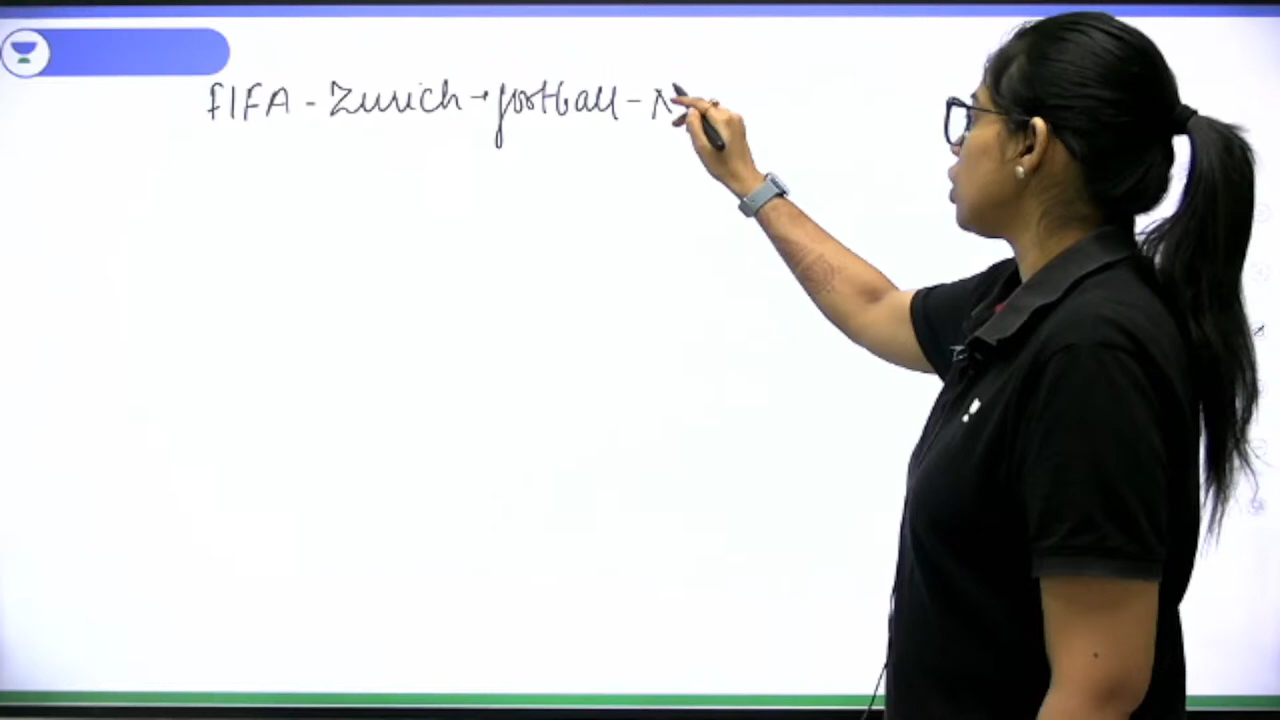 FIFA - Zurich → football -